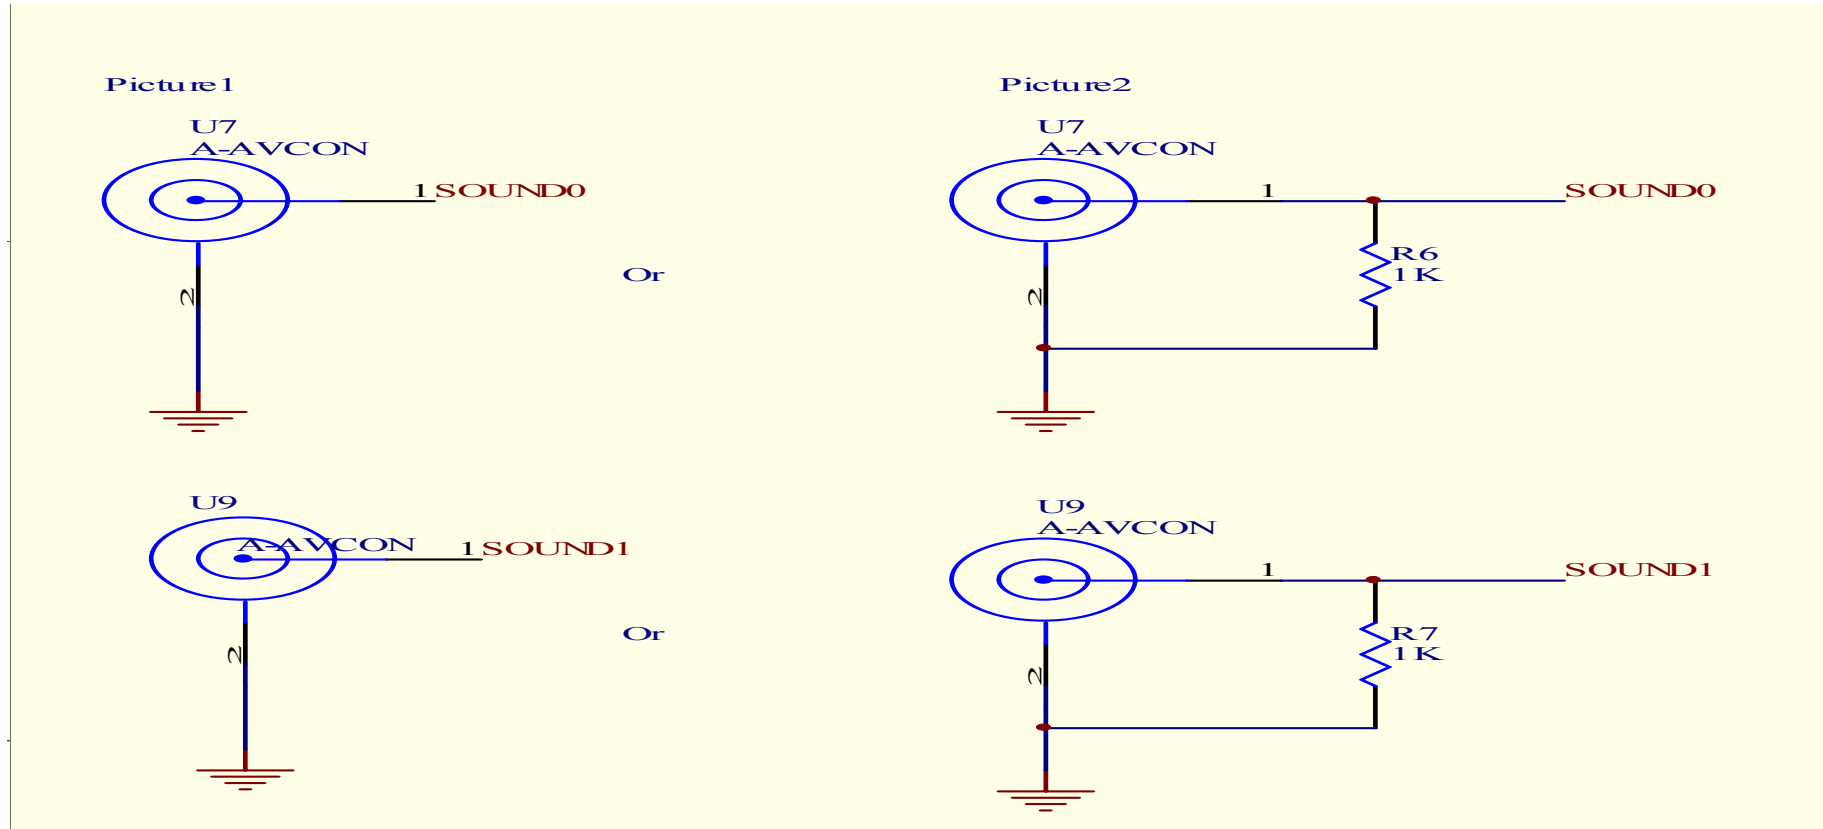 Picture1
Picture2
U7
A-AVCON
1 SOUND0
2
Or
U7
A-AVCON
1
SOUND0
R6
1K
2
U9
A-AVCON
1 SOUND1
2
Or
U9
A-AVCON
1
SOUND1
R7
1K
2